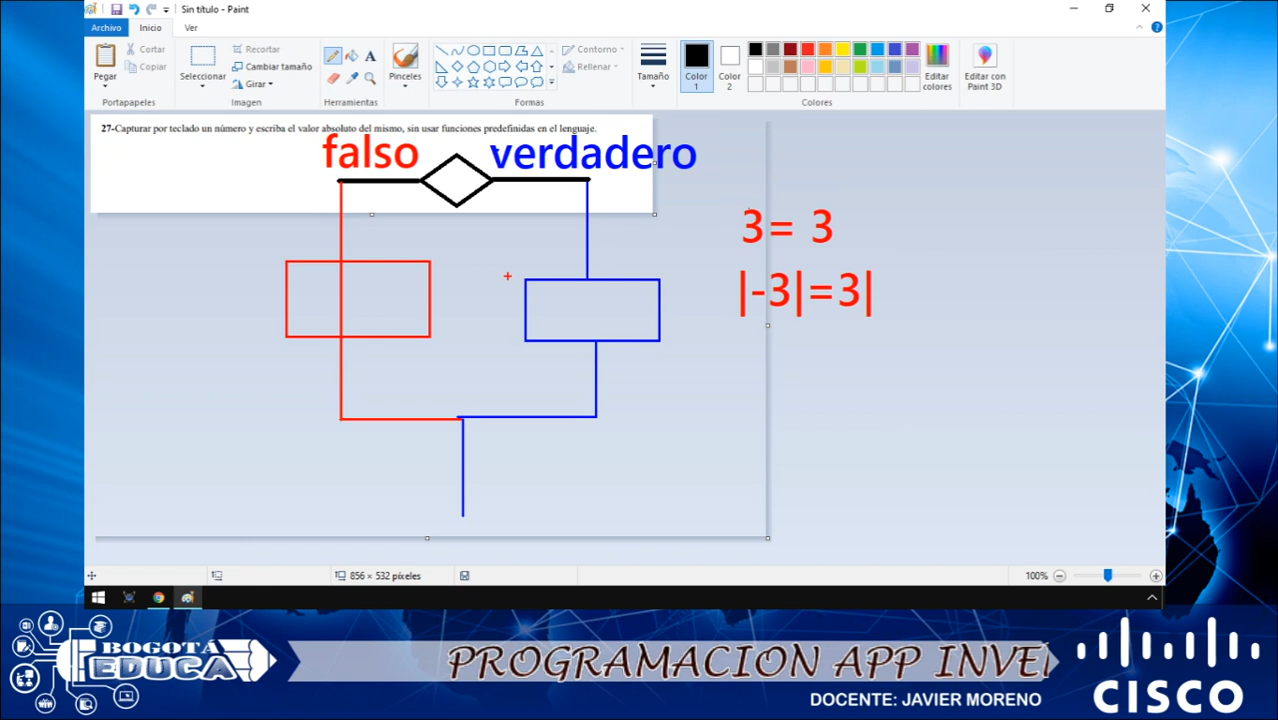 Sin título - Paint
Archivo Inicio Ver
Pegar
Cortar
Copiar
Portapapeles
Seleccionar
Recortar
Cambiar tamaño
Girar
Imagen
A
Herramientas
Pinceles
Contorno
Rellenar
Formas
Tamaño
Color 1
Color 2
Editar colores
Editar con Paint 3D
Colores
27-Capturar por teclado un número y escriba el valor absoluto del mismo, sin usar funciones predefinidas en el lenguaje.
falso verdadero
3= 3
|-3|=3|
+
856 × 532 píxeles
100%
BOGOTÁ
EDUCA
PROGRAMACION APP INVE
DOCENTE: JAVIER MORENO
CISCO